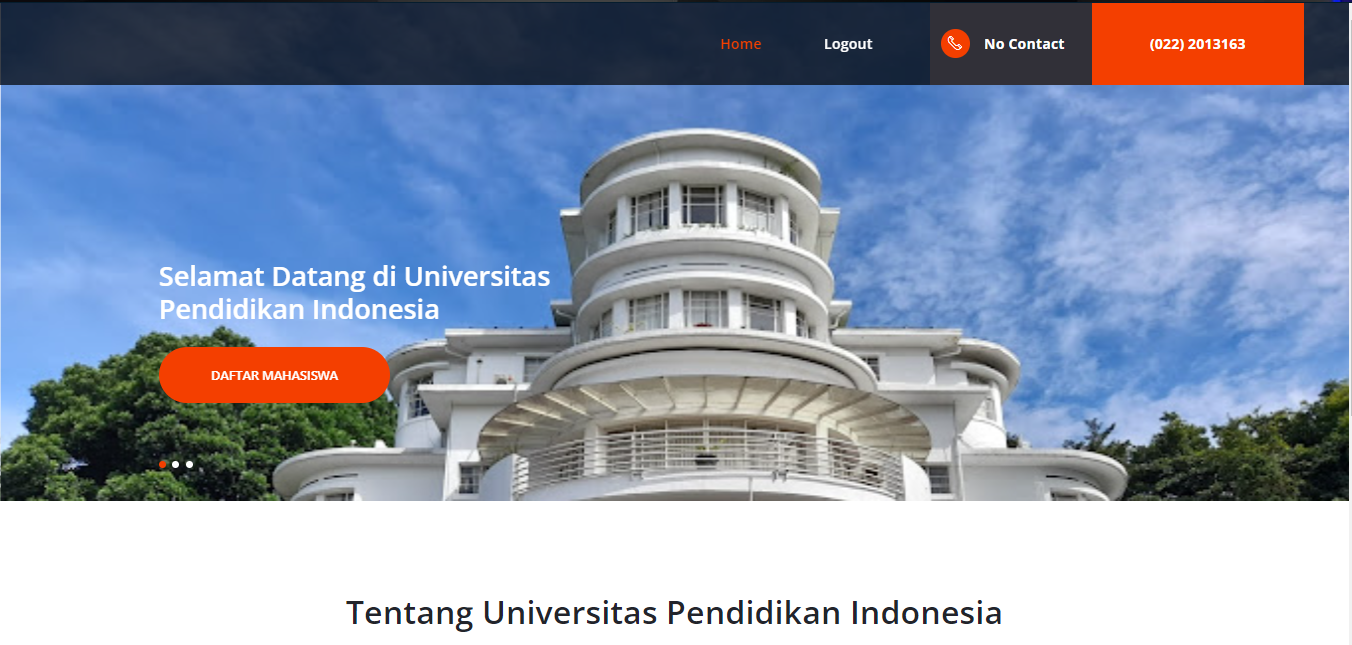 Home
Logout
No Contact
(022) 2013163
Selamat Datang di Universitas
Pendidikan Indonesia
DAFTAR MAHASISWA
Tentang Universitas Pendidikan Indonesia